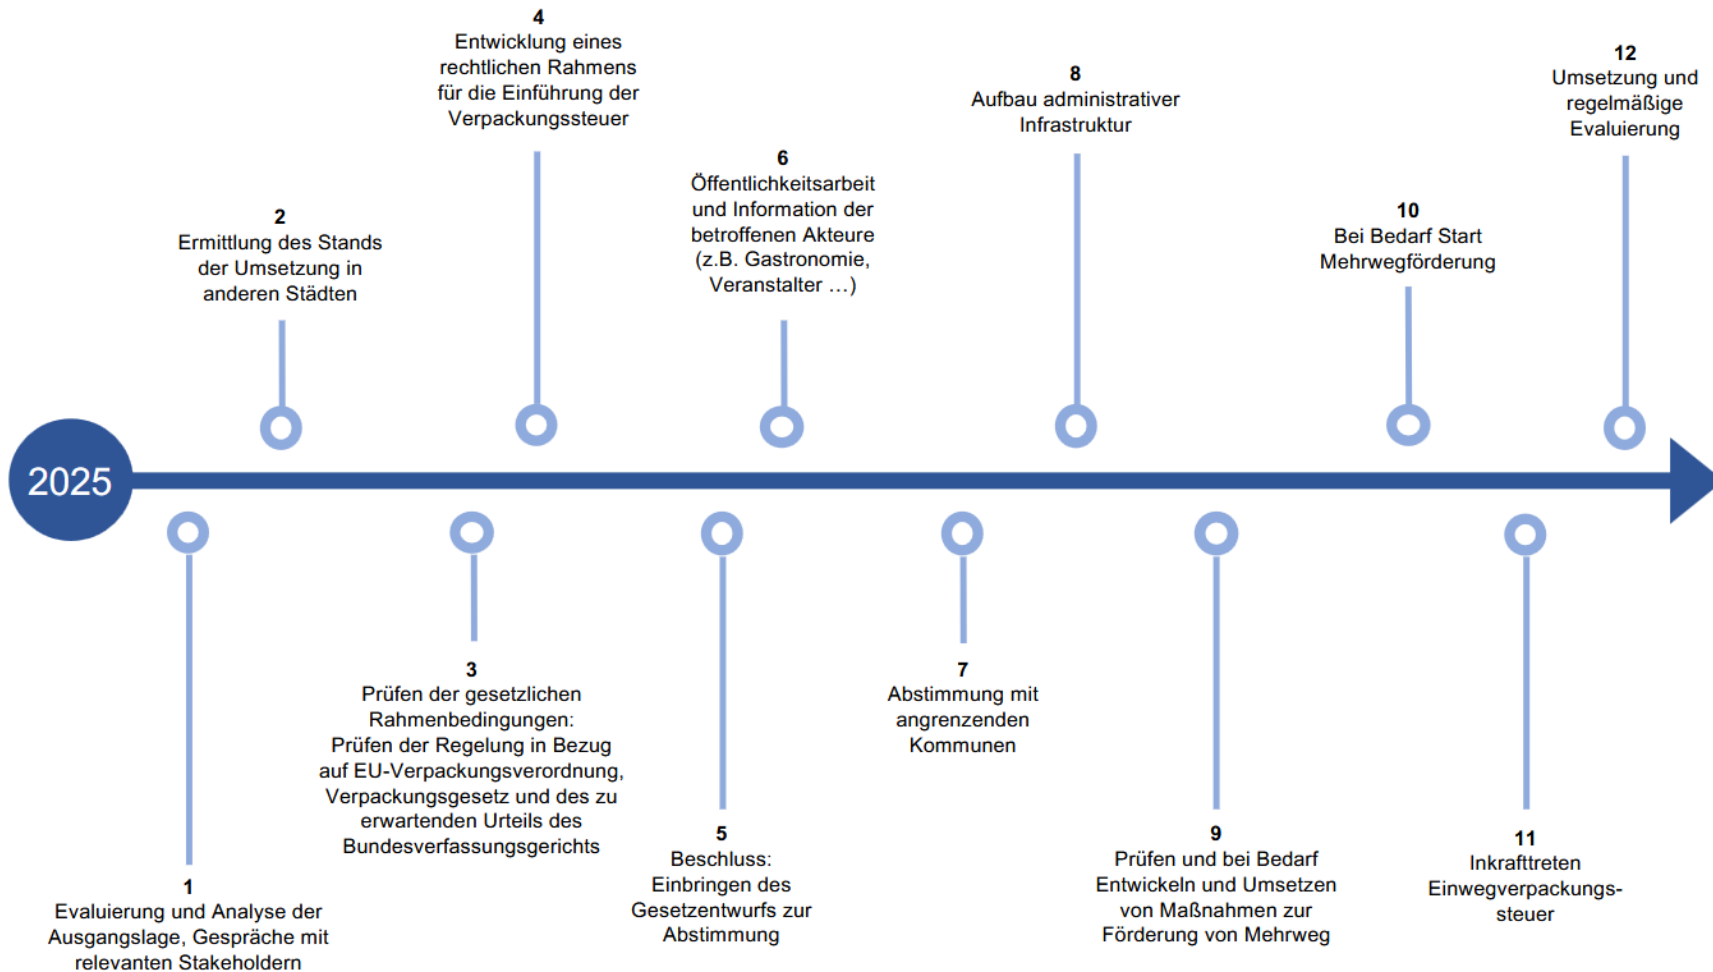 2025
1
Evaluierung und Analyse der
Ausgangslage, Gespräche mit
relevanten Stakeholdern
2
Ermittlung des Stands
der Umsetzung in
anderen Städten
3
Prüfen der gesetzlichen
Rahmenbedingungen:
Prüfen der Regelung in Bezug
auf EU-Verpackungsverordnung,
Verpackungsgesetz und des zu
erwartenden Urteils des
Bundesverfassungsgerichts
4
Entwicklung eines
rechtlichen Rahmens
für die Einführung der
Verpackungssteuer
5
Beschluss:
Einbringen des
Gesetzentwurfs zur
Abstimmung
6
Öffentlichkeitsarbeit
und Information der
betroffenen Akteure
(z.B. Gastronomie,
Veranstalter …)
7
Abstimmung mit
angrenzenden
Kommunen
8
Aufbau administrativer
Infrastruktur
9
Prüfen und bei Bedarf
Entwickeln und Umsetzen
von Maßnahmen zur
Förderung von Mehrweg
10
Bei Bedarf Start
Mehrwegförderung
11
Inkrafttreten
Einwegverpackungs-
steuer
12
Umsetzung und
regelmäßige
Evaluierung